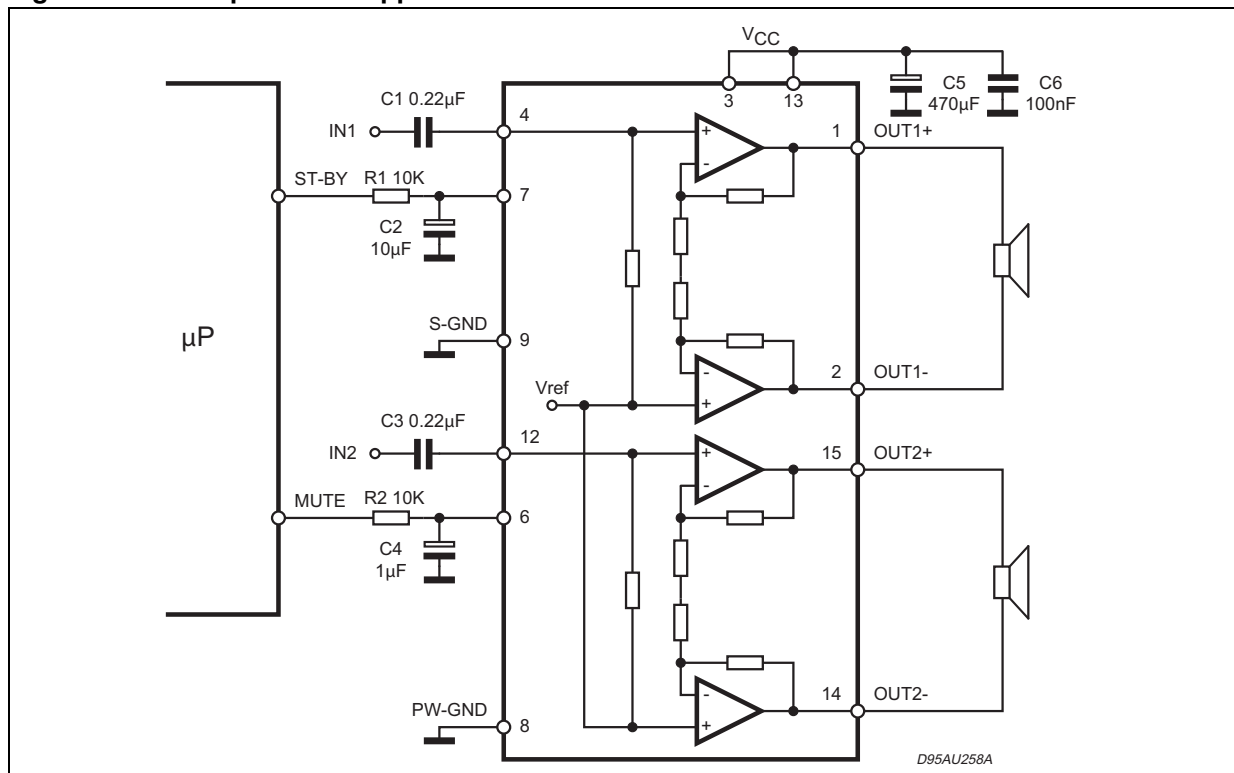 VCC
C1 0.22µF
3
13
C5
470µF
C6
100nF
IN1
4
1
OUT1+
ST-BY
R1 10K
7
C2
10µF
+
-
µP
S-GND
9
-
+
2
OUT1-
Vref
C3 0.22µF
IN2
12
+
-
15
OUT2+
MUTE
R2 10K
6
C4
1µF
-
+
14
OUT2-
PW-GND
8
D95AU258A